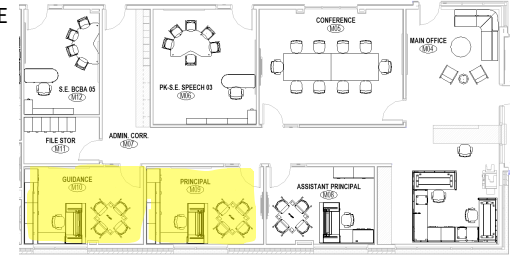 E
CONFERENCE
M05
MAIN OFFICE
M04
S.E. BCBA 05
M12
PK-S.E. SPEECH 03
M06
FILE STOR
M11
ADMIN. CORR.
M07
GUIDANCE
M10
PRINCIPAL
M09
ASSISTANT PRINCIPAL
M08